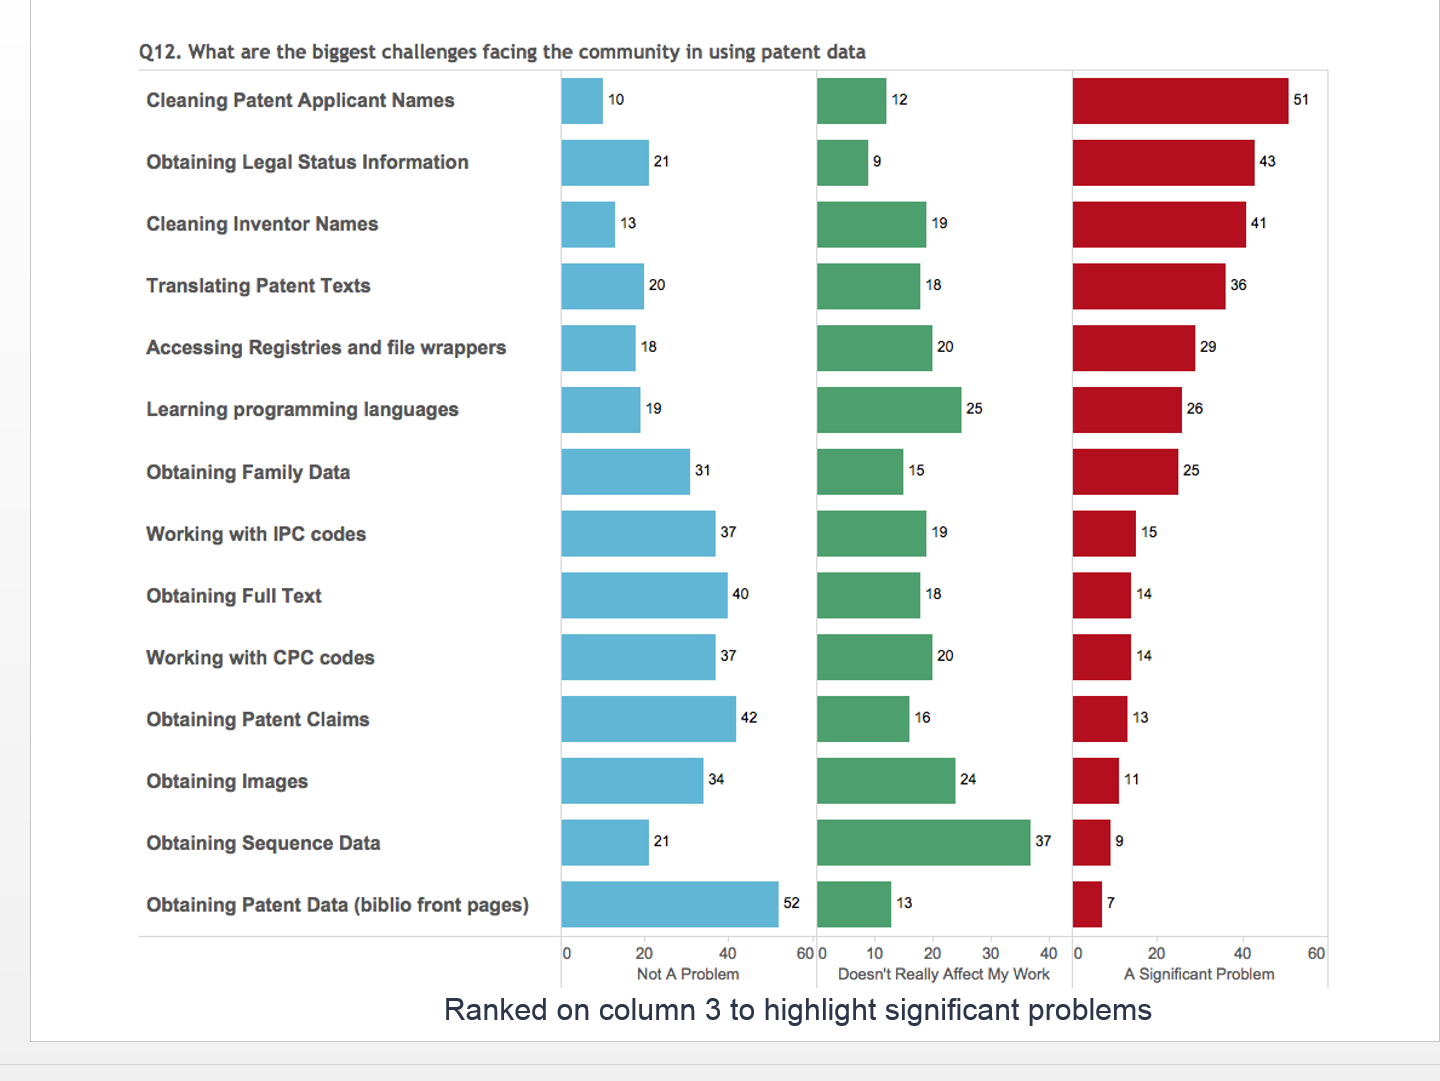 Q12. What are the biggest challenges facing the community in using patent data
Cleaning Patent Applicant Names 10 12 51
Obtaining Legal Status Information 21 9 43
Cleaning Inventor Names 13 19 41
Translating Patent Texts 20 18 36
Accessing Registries and file wrappers 18 20 29
Learning programming languages 19 25 26
Obtaining Family Data 31 15 25
Working with IPC codes 37 19 15
Obtaining Full Text 40 18 14
Working with CPC codes 37 20 14
Obtaining Patent Claims 42 16 13
Obtaining Images 34 24 11
Obtaining Sequence Data 21 37 9
Obtaining Patent Data (biblio front pages) 52 13 7
0 20 40 60 0 10 20 30 40 0 20 40 60
Not A Problem Doesn't Really Affect My Work A Significant Problem
Ranked on column 3 to highlight significant problems